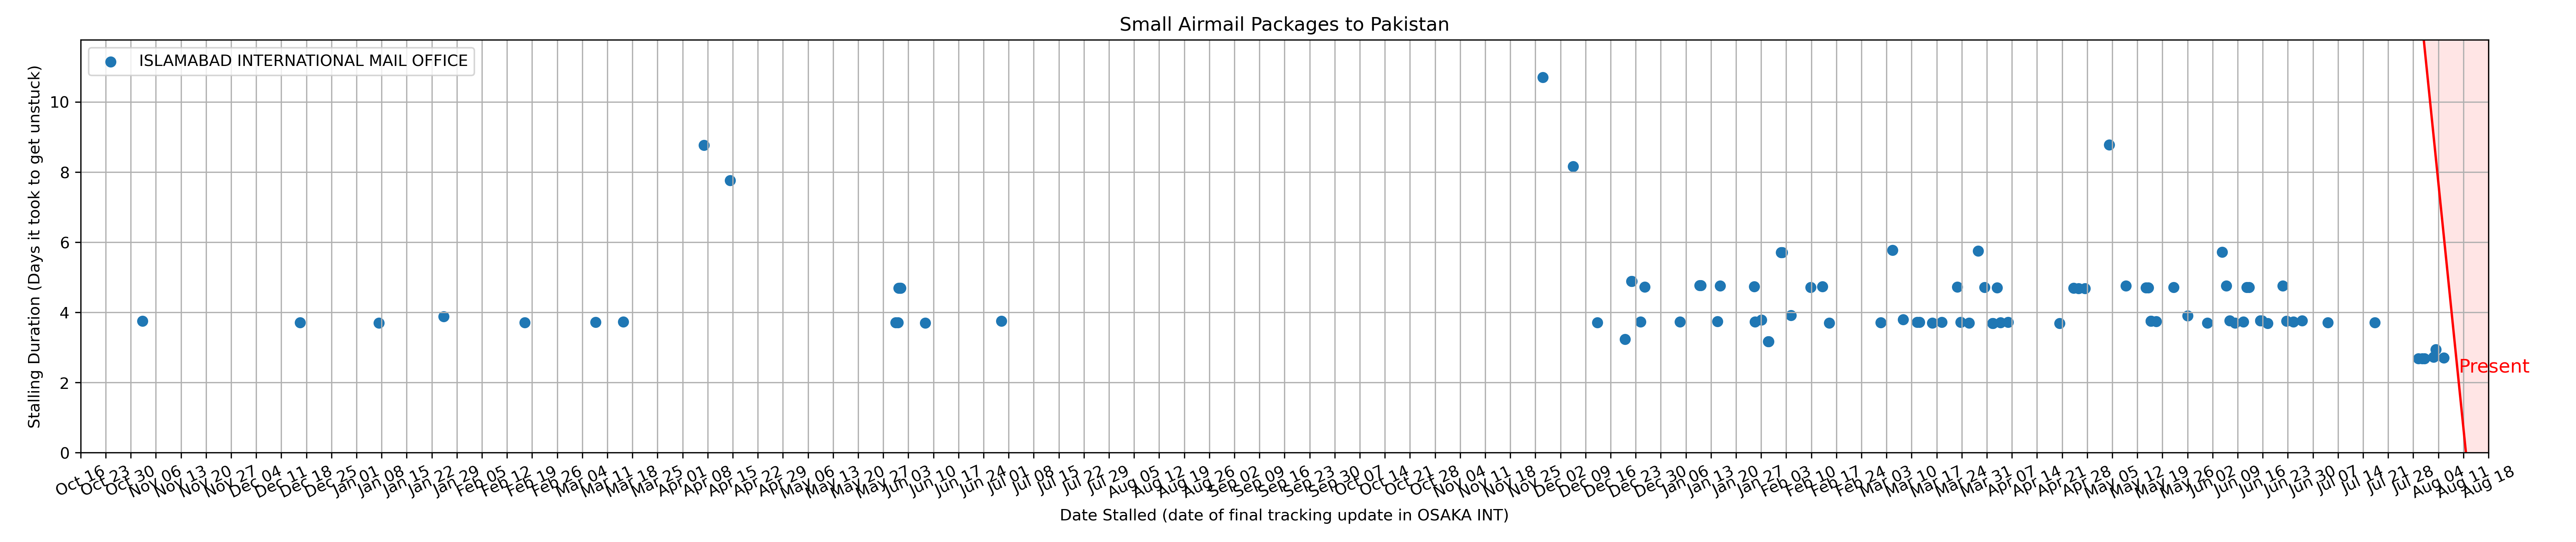 Small Airmail Packages to Pakistan
ISLAMABAD INTERNATIONAL MAIL OFFICE
Stalling Duration (Days it took to get unstuck)
10
8
6
4
2
0
Present
Oct 16
Oct 23
Oct 30
Nov 06
Nov 13
Nov 20
Nov 27
Dec 04
Dec 11
Dec 18
Dec 25
Jan 01
Jan 08
Jan 15
Jan 22
Jan 29
Feb 05
Feb 12
Feb 19
Feb 26
Mar 04
Mar 11
Mar 18
Mar 25
Apr 01
Apr 08
Apr 15
Apr 22
Apr 29
May 06
May 13
May 20
May 27
Jun 03
Jun 10
Jun 17
Jun 24
Jul 01
Jul 08
Jul 15
Jul 22
Jul 29
Aug 05
Aug 12
Aug 19
Aug 26
Sep 02
Sep 09
Sep 16
Sep 23
Sep 30
Oct 07
Oct 14
Oct 21
Oct 28
Nov 04
Nov 11
Nov 18
Nov 25
Dec 02
Dec 09
Dec 16
Dec 23
Dec 30
Jan 06
Jan 13
Jan 20
Jan 27
Feb 03
Feb 10
Feb 17
Feb 24
Mar 03
Mar 10
Mar 17
Mar 24
Mar 31
Apr 07
Apr 14
Apr 21
Apr 28
May 05
May 12
May 19
May 26
Jun 02
Jun 09
Jun 16
Jun 23
Jun 30
Jul 07
Jul 14
Jul 21
Jul 28
Aug 04
Aug 11
Aug 18
Date Stalled (date of final tracking update in OSAKA INT)